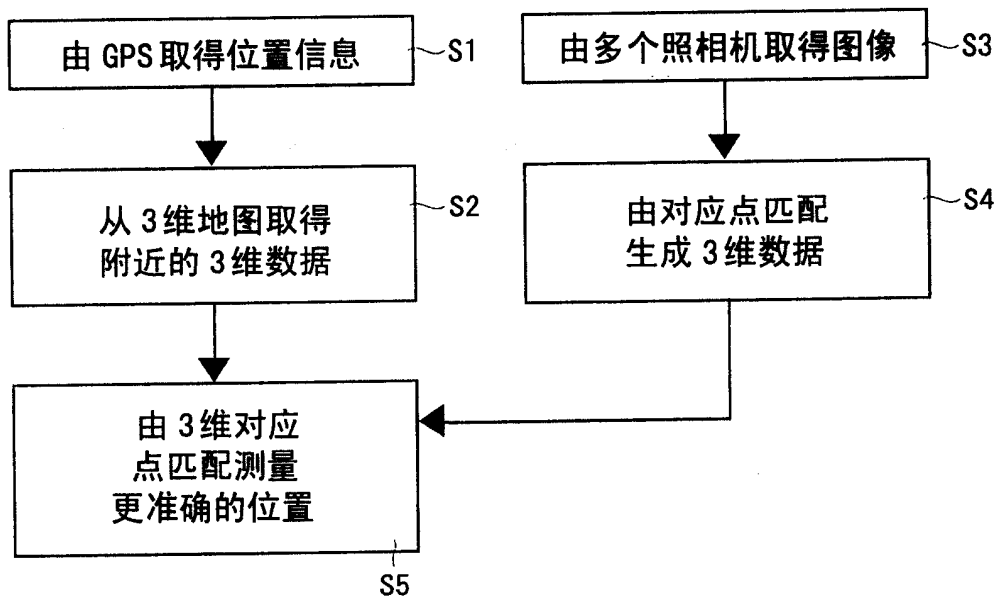 由GPS取得位置信息
S1
从3维地图取得
附近的3维数据
S2
由多个照相机取得图像
S3
由对应点匹配
生成3维数据
S4
由3维对应
点匹配测量
更准确的位置
S5